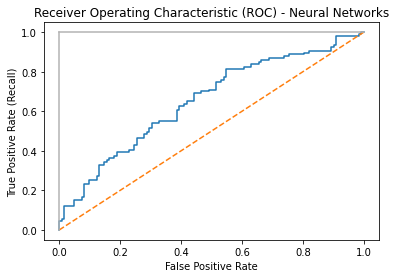 Receiver Operating Characteristic (ROC) - Neural Networks
1.0
0.8
0.6
0.4
0.2
0.0
True Positive Rate (Recall)
0.0 0.2 0.4 0.6 0.8 1.0
False Positive Rate